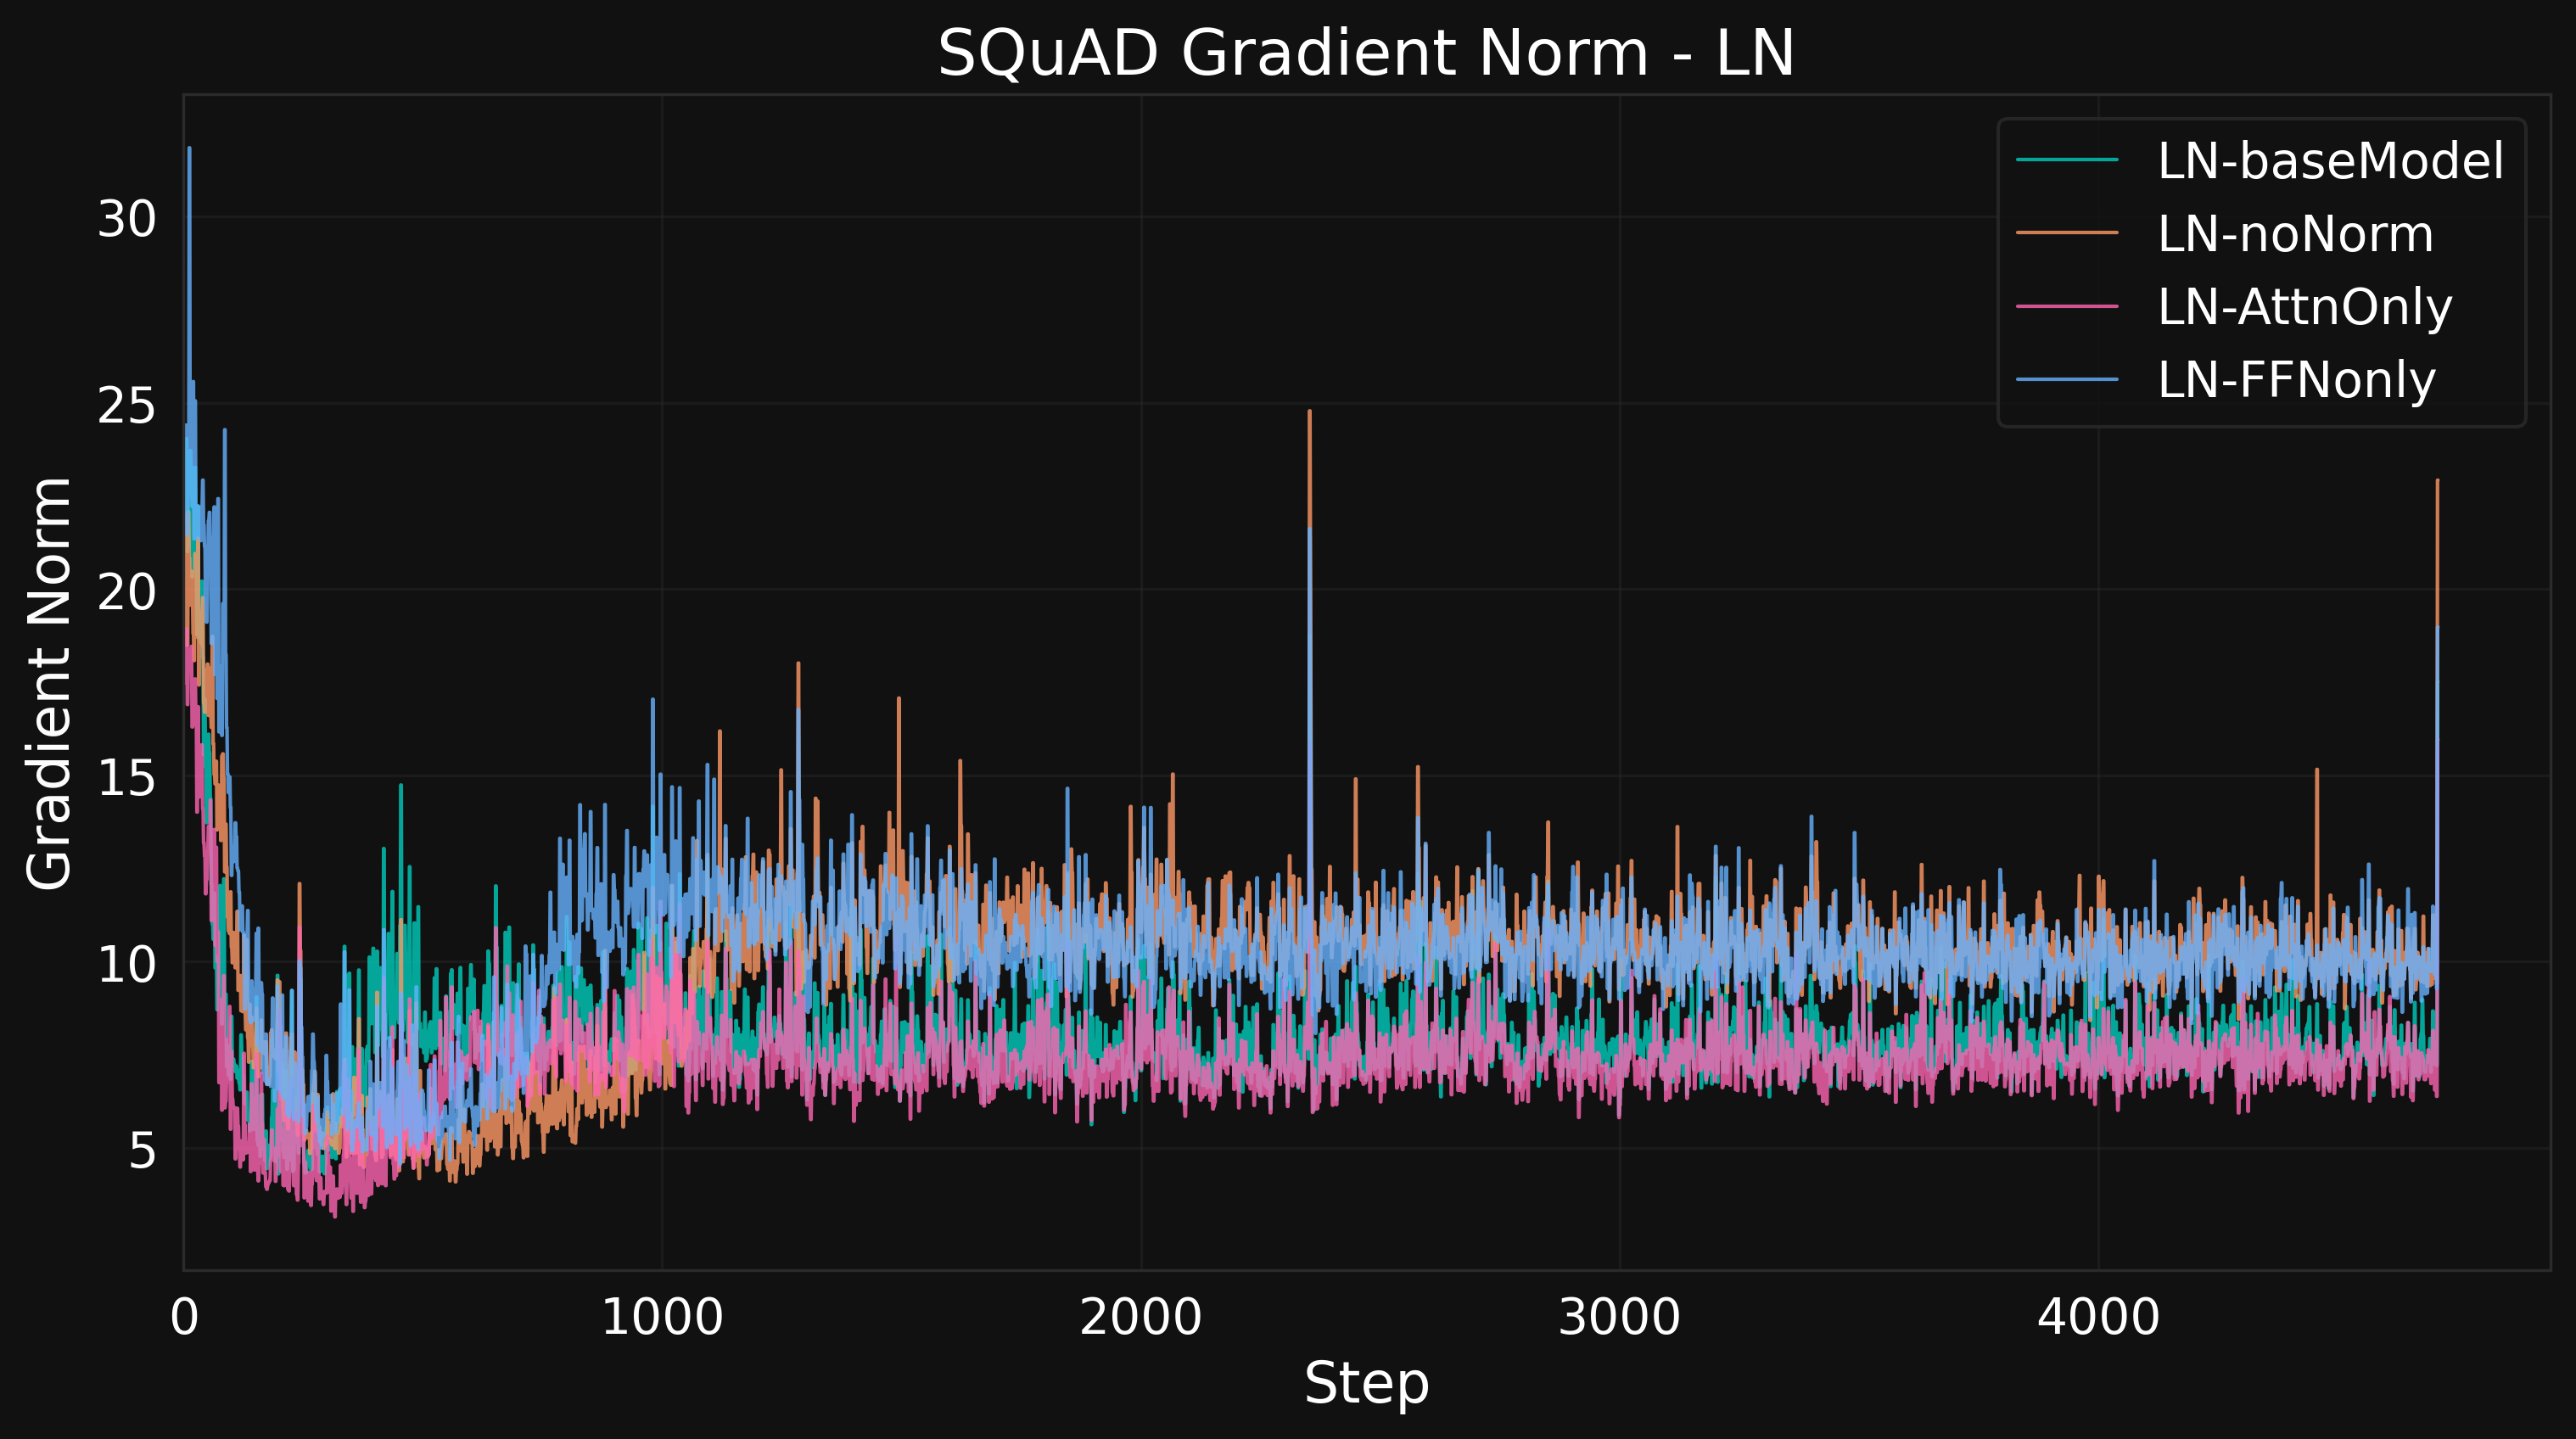 SQuAD Gradient Norm - LN
LN-baseModel
LN-noNorm
LN-AttnOnly
LN-FFNonly
Gradient Norm
30
25
20
15
10
5
0 1000 2000 3000 4000
Step